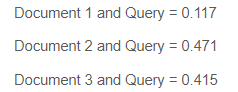 Document 1 and Query = 0.117
Document 2 and Query = 0.471
Document 3 and Query = 0.415